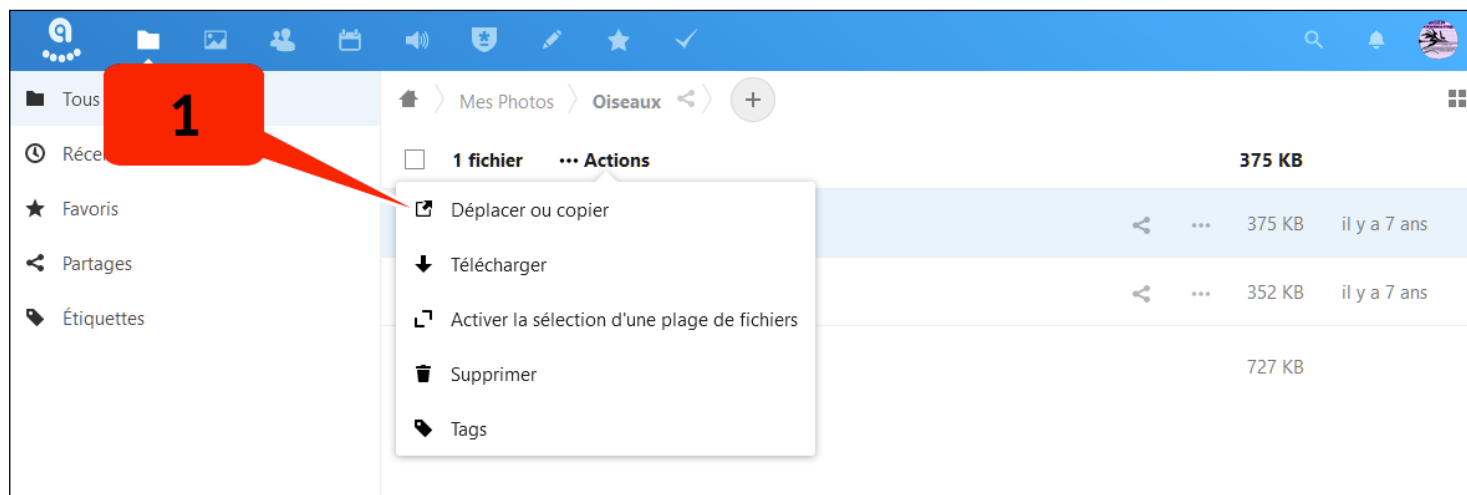 1
Tous
Mes Photos Oiseaux
1 fichier ••• Actions 375 KB
Favoris
Déplacer ou copier
375 KB il y a 7 ans
Partages
Télécharger
352 KB il y a 7 ans
Étiquettes
Activer la sélection d'une plage de fichiers
Supprimer
727 KB
Tags